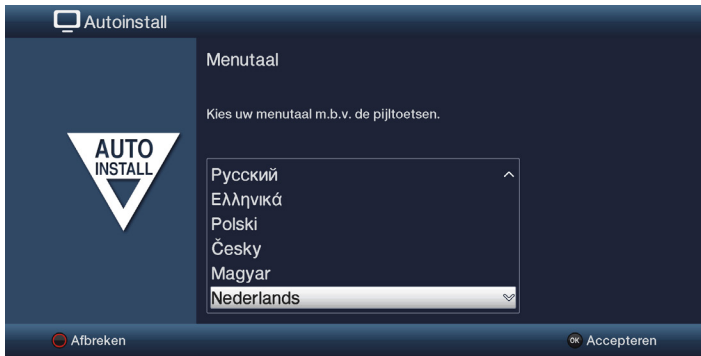 Autoinstall
Menutaal
Kies uw menutaal m.b.v. de pijltoetsen.
AUTO
INSTALL
Русский
Ελληνικά
Polski
Česky
Magyar
Nederlands
Afbreken
OK Accepteren